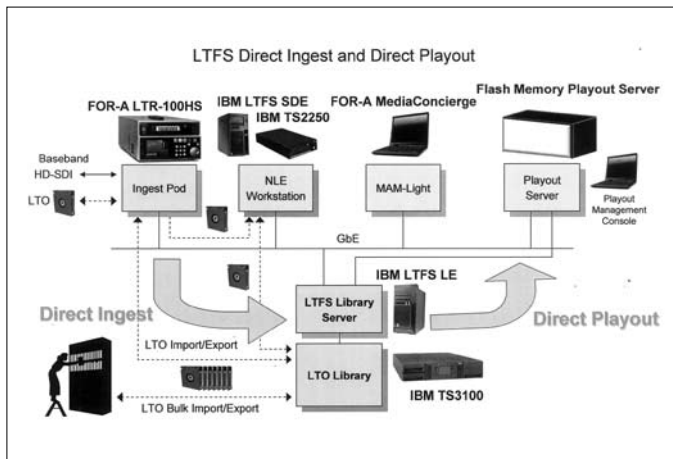 LTFS Direct Ingest and Direct Playout
Flash Memory Playout Server
FOR-A LTR-100HS
IBM LTFS SDE
IBM TS2250
FOR-A MediaConcierge
Baseband
HD-SDI
LTO
Ingest Pod
NLE
Workstation
MAM-Light
Playout
Server
Playout
Management
Console
GbE
IBM LTFS LE
Direct Ingest
LTFS Library
Server
Direct Playout
LTO Import/Export
LTO Library
IBM TS3100
LTO Bulk Import/Export